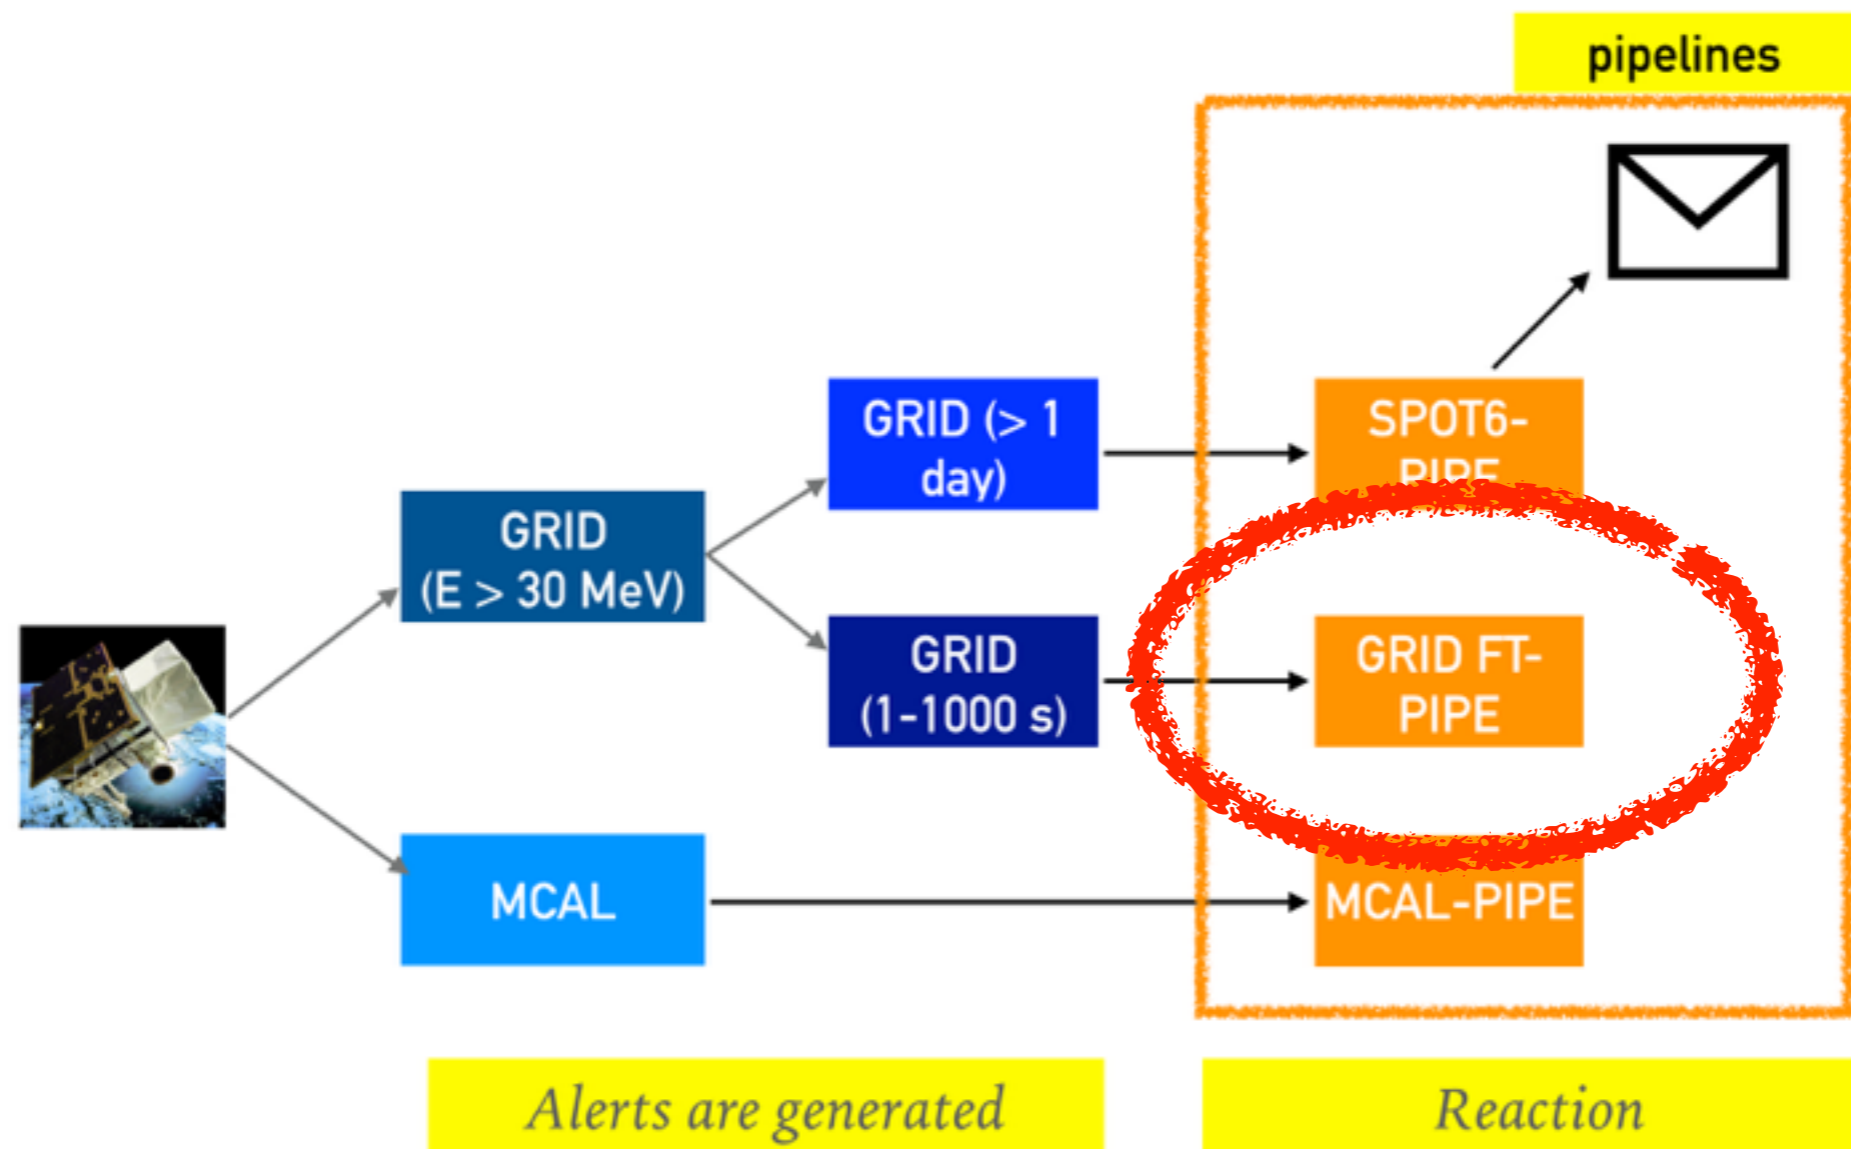 pipelines
GRID (> 1
day)
SPOT6-
PIPE
GRID
(E > 30 MeV)
GRID
(1-1000 s)
GRID FT-
PIPE
MCAL
MCAL-PIPE
Alerts are generated
Reaction